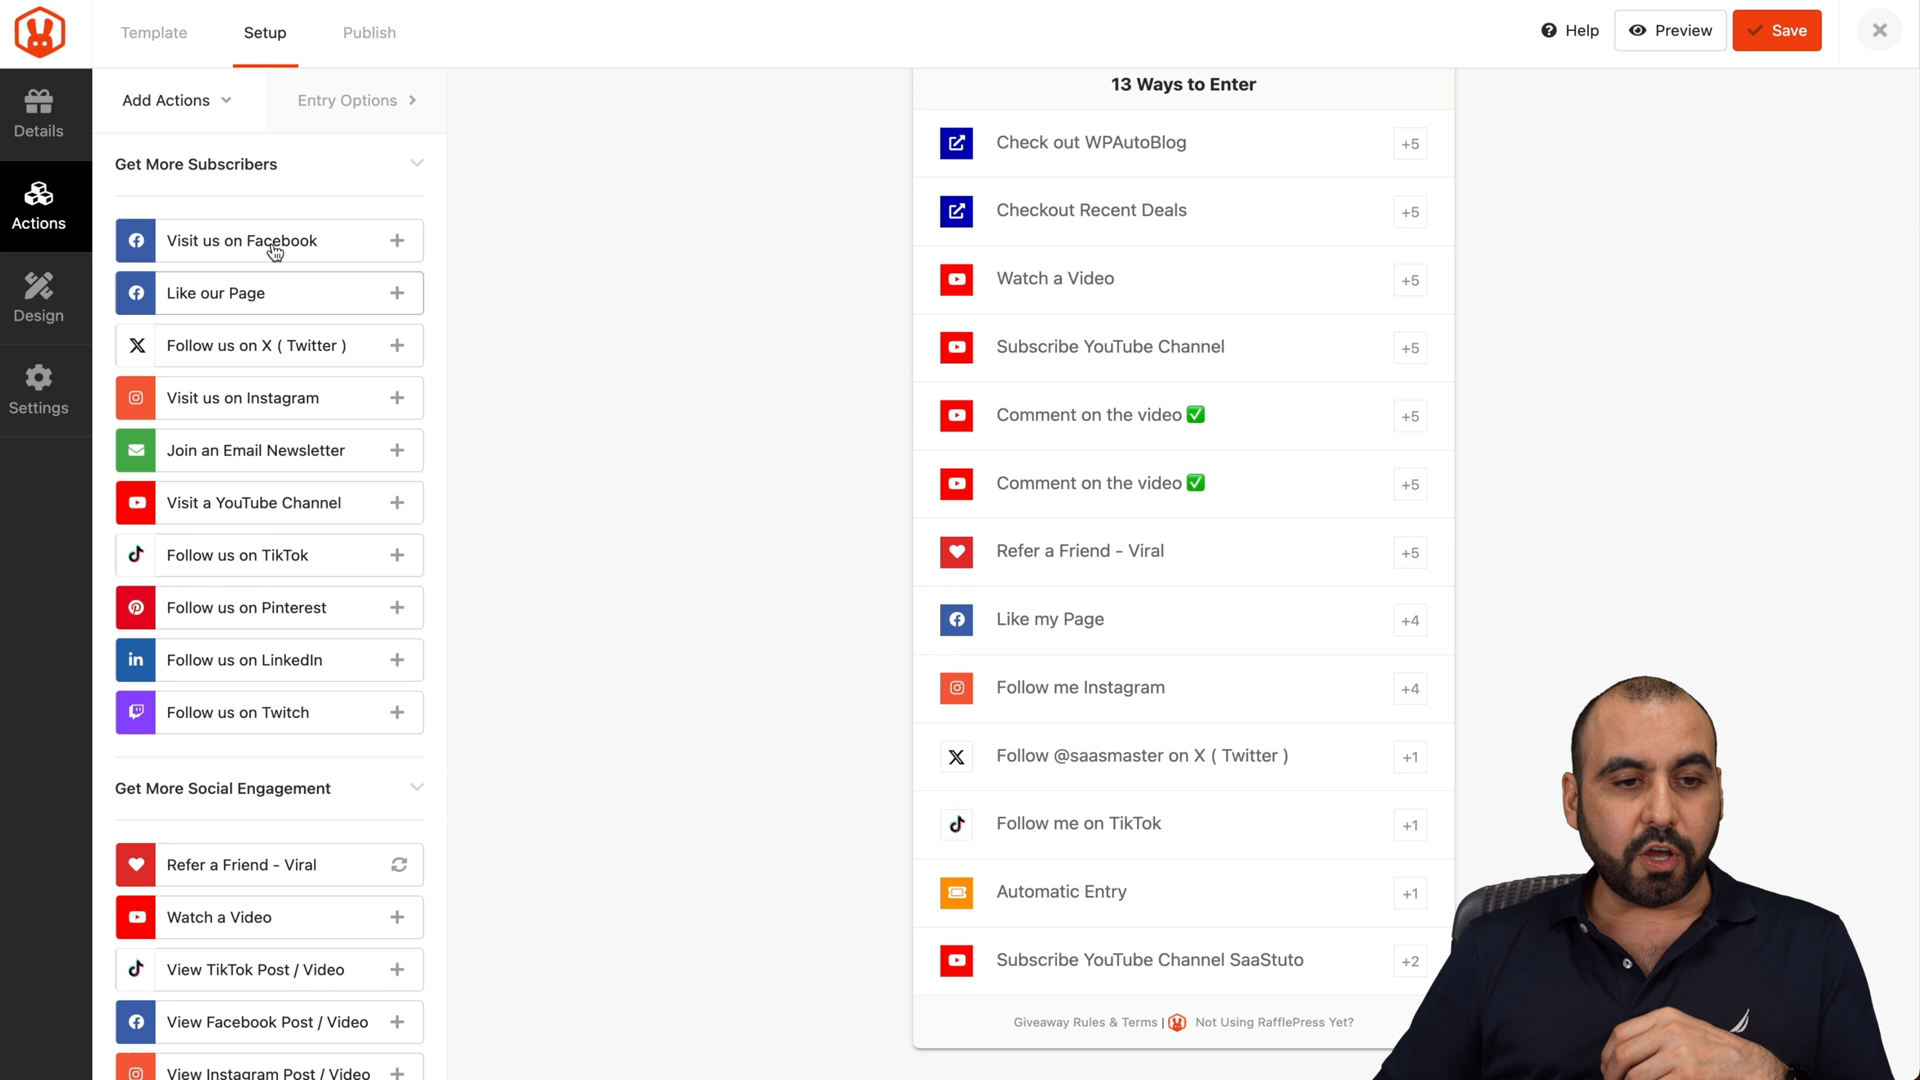 Template
Setup
Publish
Help
Preview
Save
Details
Actions
Design
Settings
Add Actions
Entry Options
Get More Subscribers
Visit us on Facebook
Like our Page
Follow us on X ( Twitter )
Visit us on Instagram
Join an Email Newsletter
Visit a YouTube Channel
Follow us on TikTok
Follow us on Pinterest
Follow us on LinkedIn
Follow us on Twitch
Get More Social Engagement
Refer a Friend - Viral
Watch a Video
View TikTok Post / Video
View Facebook Post / Video
View Instagram Post / Video
13 Ways to Enter
Check out WPAutoBlog +5
Checkout Recent Deals +5
Watch a Video +5
Subscribe YouTube Channel +5
Comment on the video ✅ +5
Comment on the video ✅ +5
Refer a Friend - Viral +5
Like my Page +4
Follow me Instagram +4
Follow @saasmaster on X ( Twitter ) +1
Follow me on TikTok +1
Automatic Entry +1
Subscribe YouTube Channel SaaStuto +2
Giveaway Rules & Terms | Not Using RafflePress Yet?